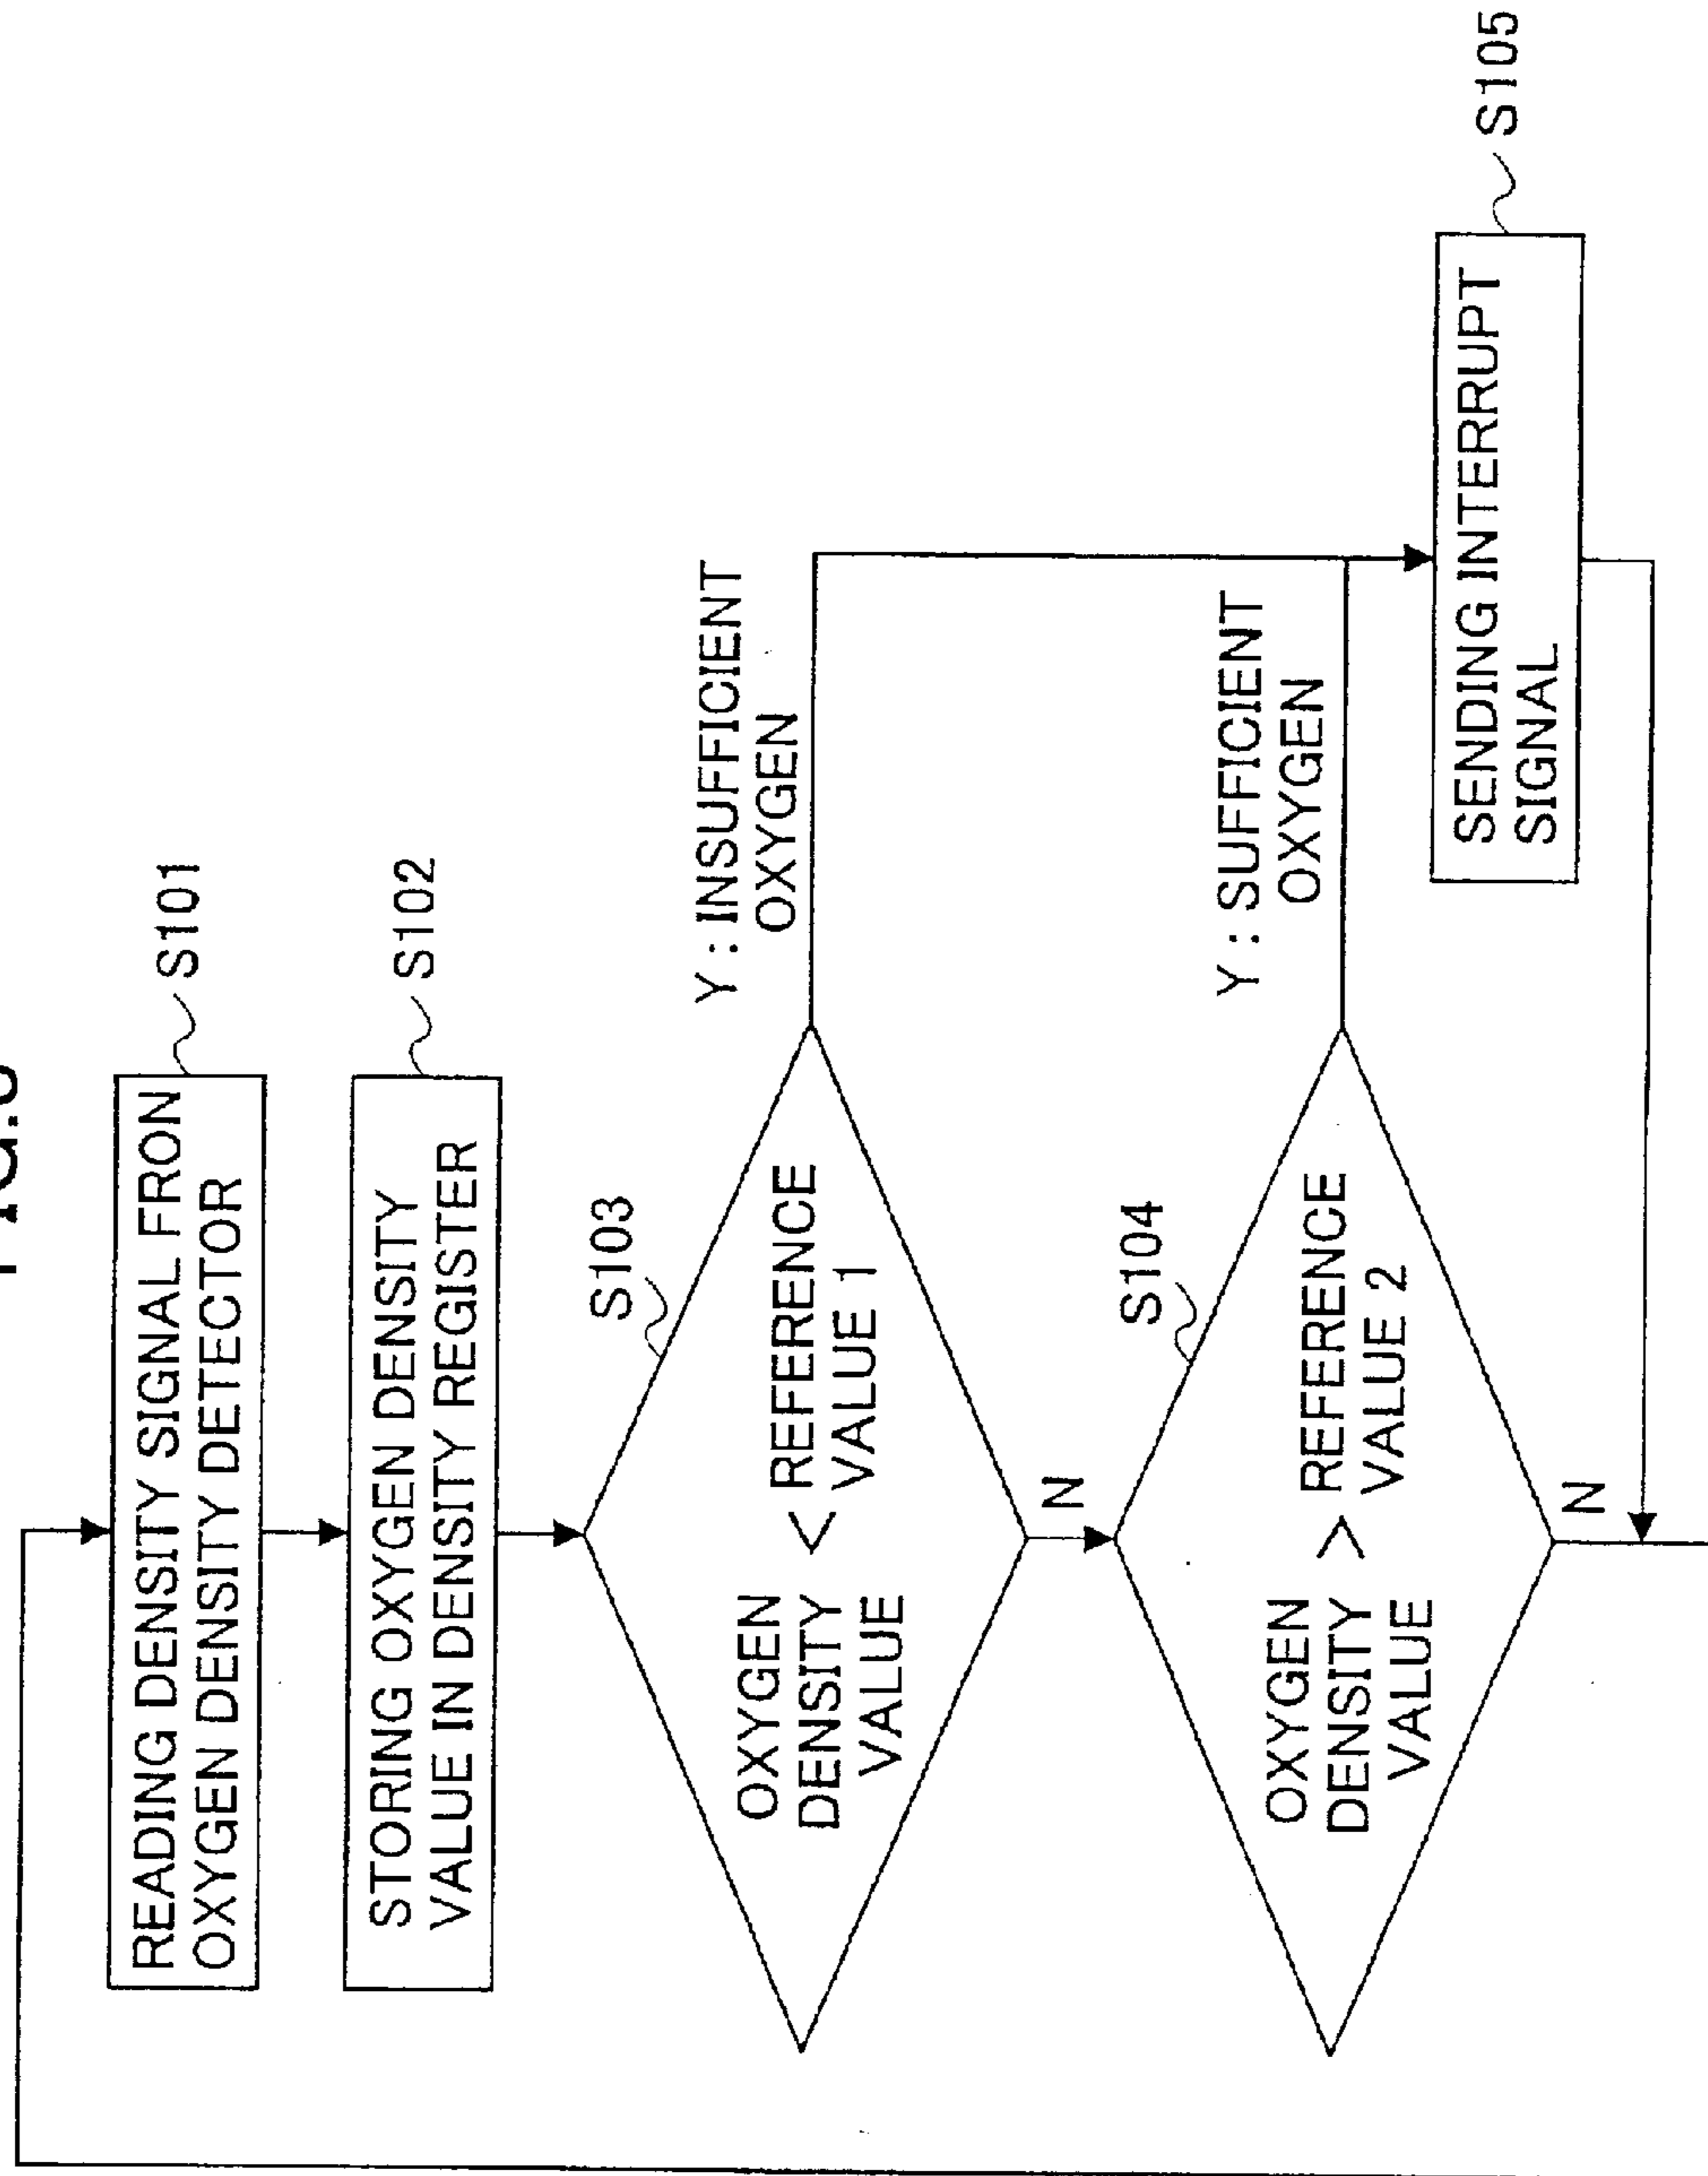 READING DENSITY SIGNAL FRON
OXYGEN DENSITY DETECTOR
S101
STORING OXYGEN DENSITY
VALUE IN DENSITY REGISTER
S102
S103
OXYGEN
DENSITY
VALUE
<
REFERENCE
VALUE 1
Y : INSUFFICIENT
OXYGEN
N
S104
OXYGEN
DENSITY
VALUE
>
REFERENCE
VALUE 2
Y : SUFFICIENT
OXYGEN
N
SENDING INTERRUPT
SIGNAL
S105